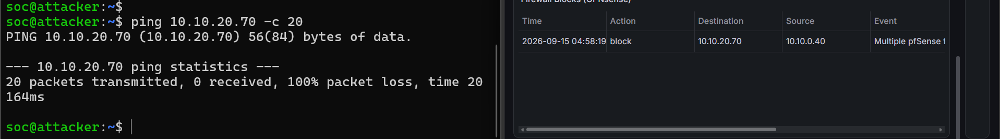 soc@attacker:~$
soc@attacker:~$ ping 10.10.20.70 -c 20
PING 10.10.20.70 (10.10.20.70) 56(84) bytes of data.
--- 10.10.20.70 ping statistics ---
20 packets transmitted, 0 received, 100% packet loss, time 20
164ms
soc@attacker:~$
Firewall Blocks (OPNsense)
Time Action Destination Source Event
2026-09-15 04:58:19 block 10.10.20.70 10.10.0.40 Multiple pfSense